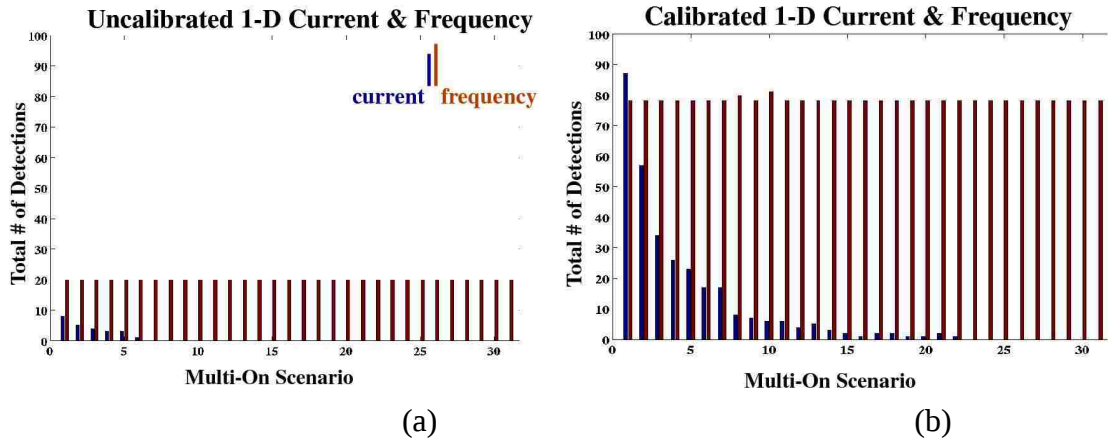 Uncalibrated 1-D Current & Frequency
100
90
80
70
60
50
40
30
20
10
0
0 5 10 15 20 25 30
Total # of Detections
Multi-On Scenario
current frequency
(a)
Calibrated 1-D Current & Frequency
100
90
80
70
60
50
40
30
20
10
0
0 5 10 15 20 25 30
Total # of Detections
Multi-On Scenario
(b)